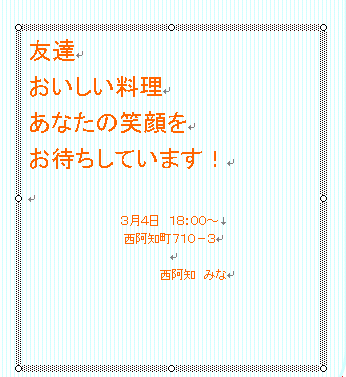 友達
おいしい料理
あなたの笑顔を
お待ちしています！
3月4日　18:00～
西阿知町710－3
西阿知　みな